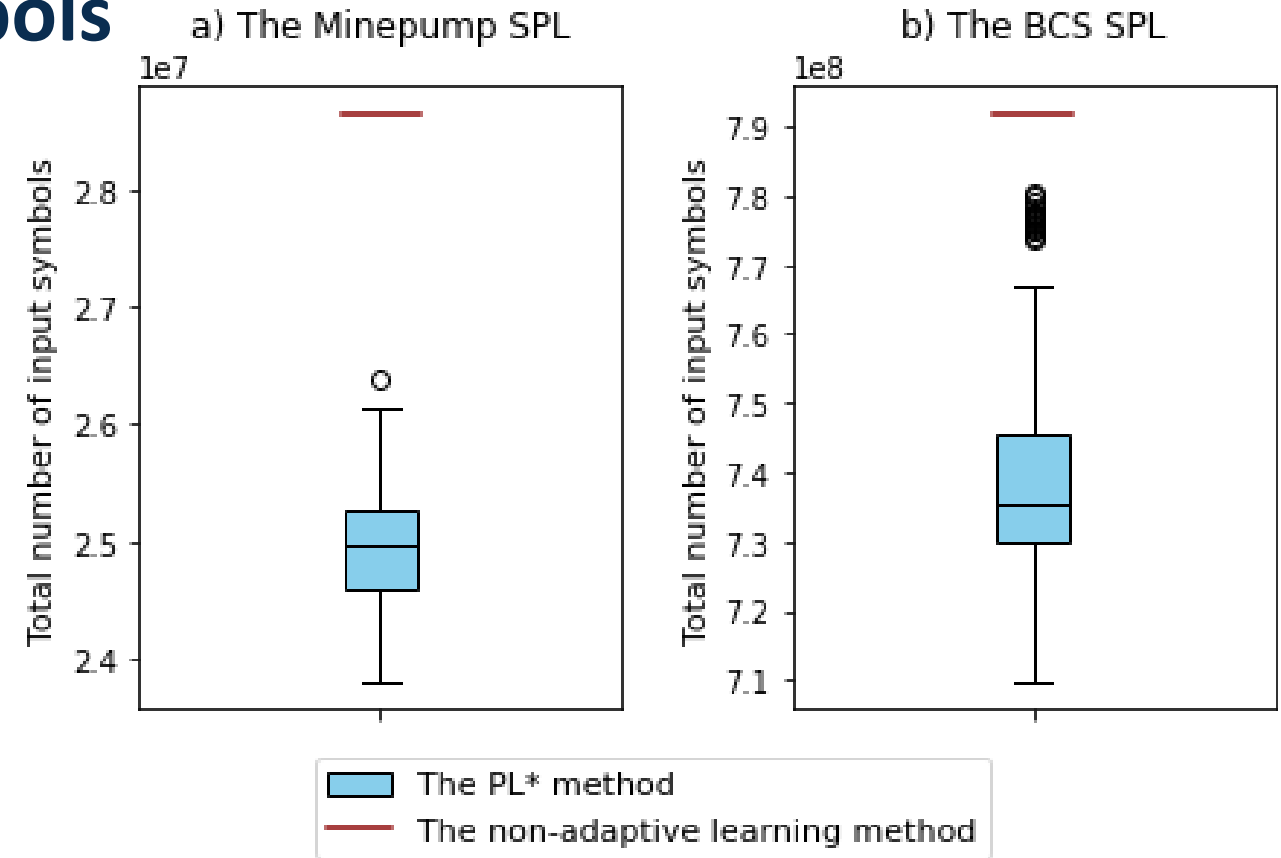 bols
a) The Minepump SPL
b) The BCS SPL
1e7
1e8
Total number of input symbols
2.8
2.7
2.6
2.5
2.4
Total number of input symbols
7.9
7.8
7.7
7.6
7.5
7.4
7.3
7.2
7.1
The PL* method
The non-adaptive learning method